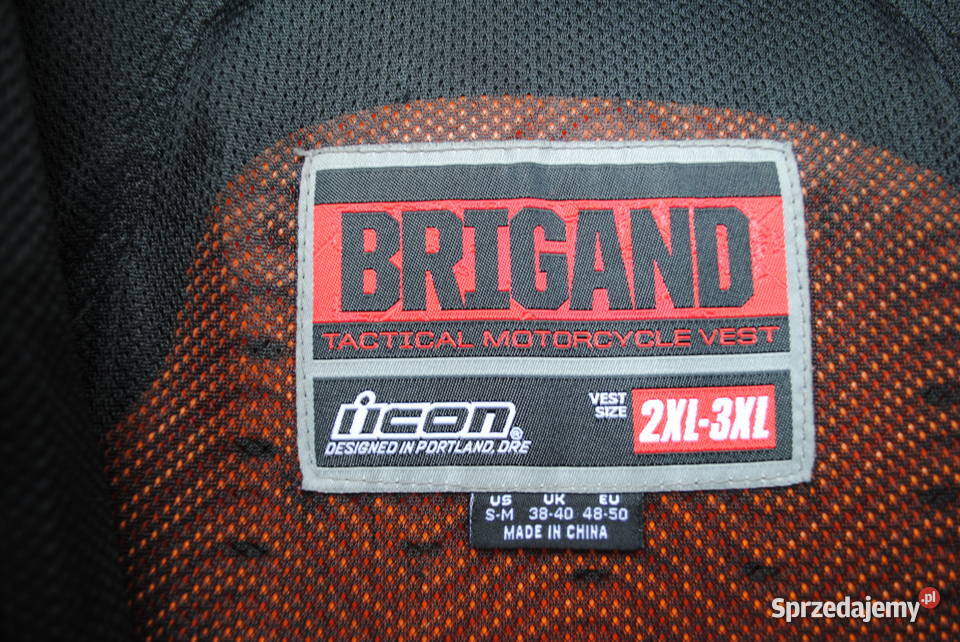 BRIGAND
TACTICAL MOTORCYCLE VEST
icon®
DESIGNED IN PORTLAND, ORE
VEST SIZE
2XL-3XL
US UK EU
S-M 38-40 48-50
MADE IN CHINA
Sprzedajemy.pl